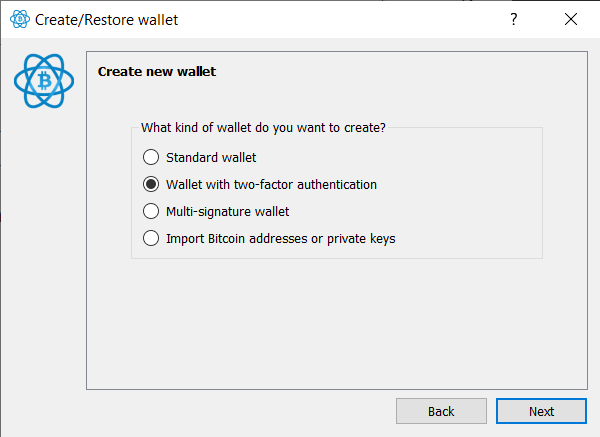 Create/Restore wallet
?
Create new wallet
What kind of wallet do you want to create?
Standard wallet
Wallet with two-factor authentication
Multi-signature wallet
Import Bitcoin addresses or private keys
Back
Next